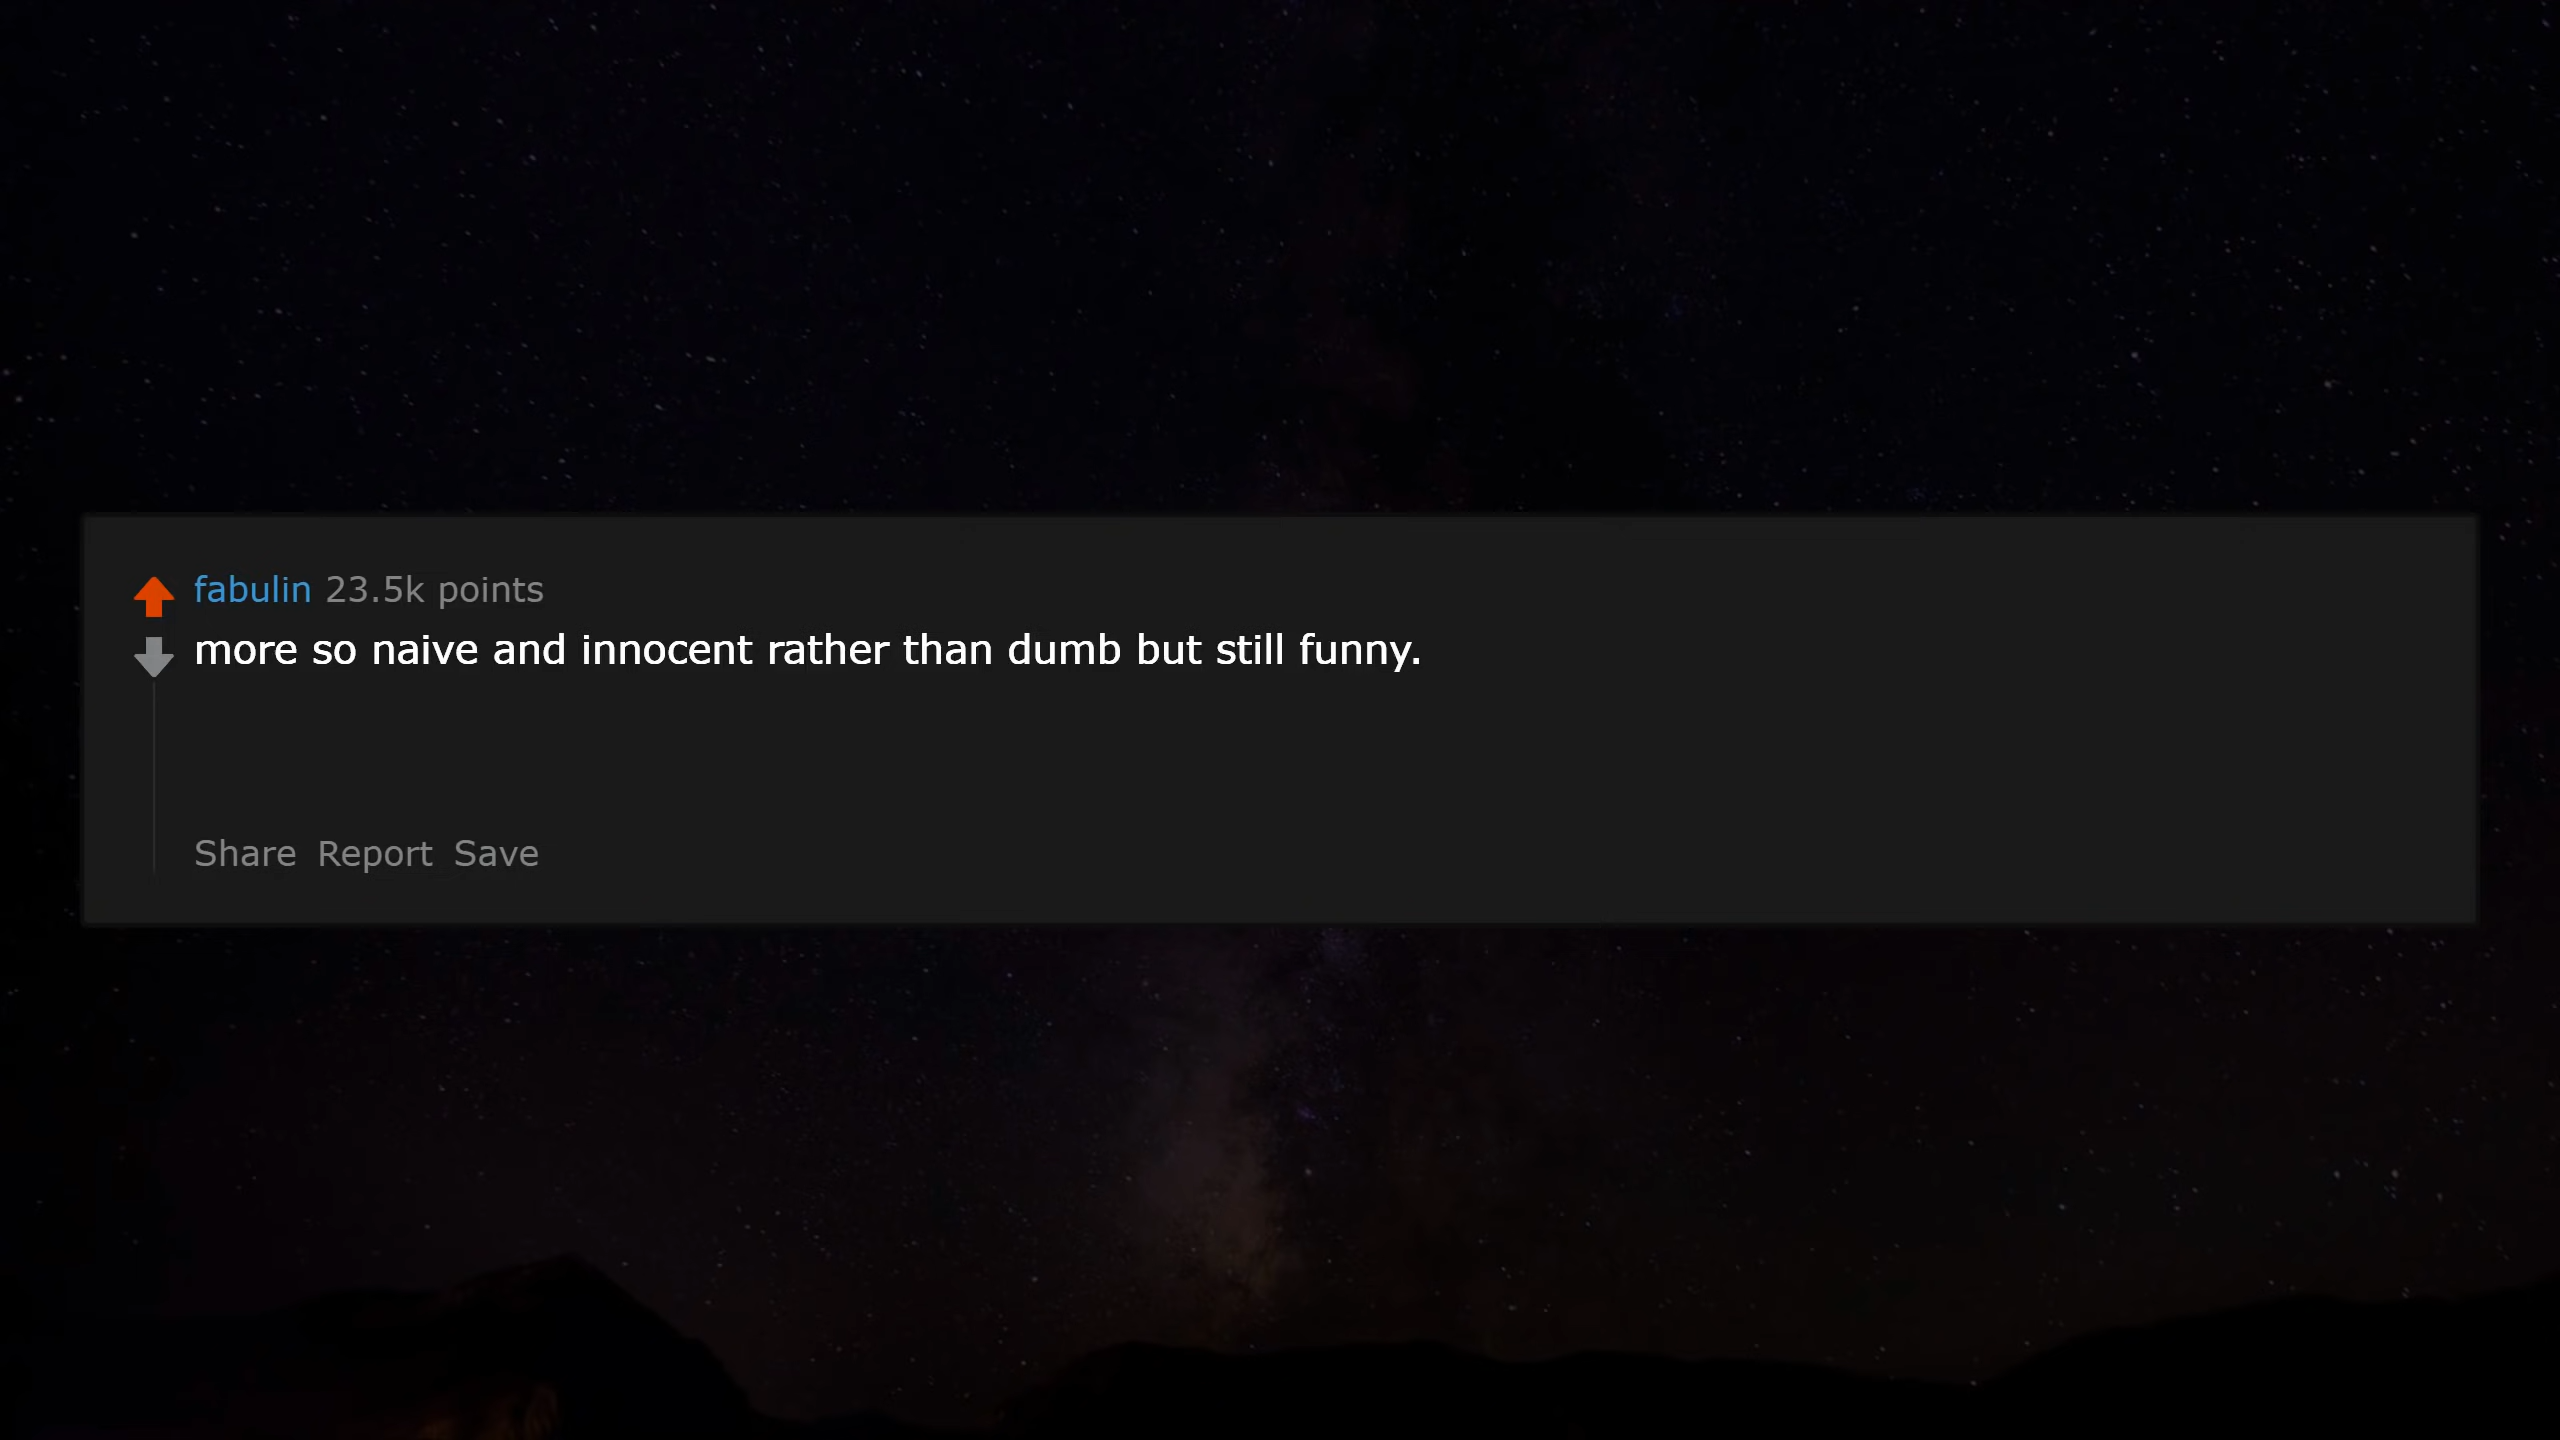 fabulin 23.5k points
more so naive and innocent rather than dumb but still funny.
Share Report Save